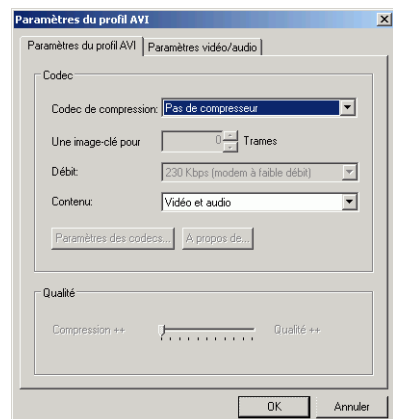 Paramètres du profil AVI
Paramètres du profil AVI Paramètres vidéo/audio
Codec
Codec de compression: Pas de compresseur
Une image-clé pour 0 Trames
Débit: 230 Kbps (modem à faible débit)
Contenu: Vidéo et audio
Paramètres des codecs... A propos de...
Qualité
Compression ++ Qualité ++
OK Annuler